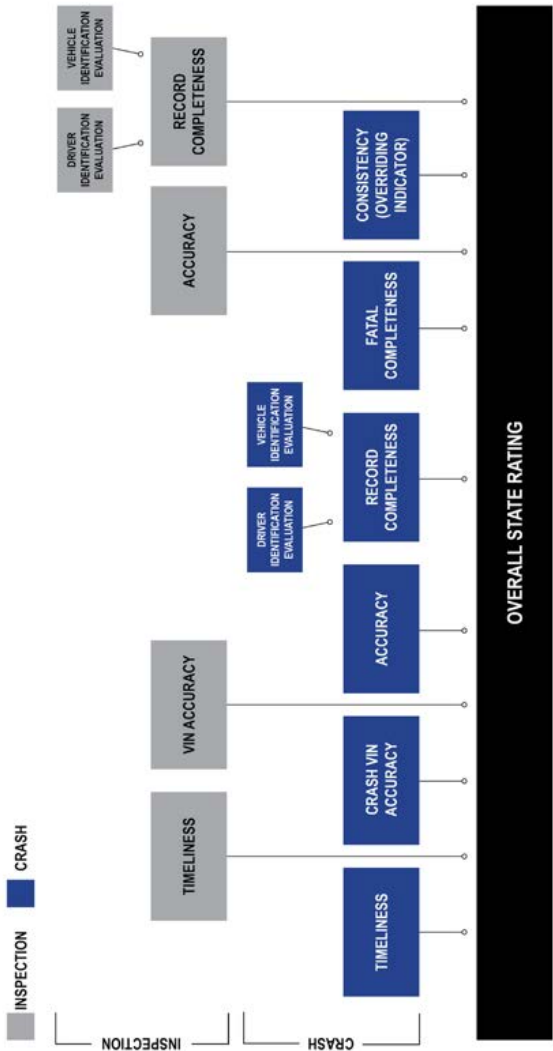 INSPECTION
CRASH
INSPECTION
TIMELINESS
VIN ACCURACY
ACCURACY
RECORD
COMPLETENESS
DRIVER
IDENTIFICATION
EVALUATION
VEHICLE
IDENTIFICATION
EVALUATION
CRASH
TIMELINESS
CRASH VIN
ACCURACY
ACCURACY
RECORD
COMPLETENESS
DRIVER
IDENTIFICATION
EVALUATION
VEHICLE
IDENTIFICATION
EVALUATION
FATAL
COMPLETENESS
CONSISTENCY
(OVERRIDING
INDICATOR)
OVERALL STATE RATING